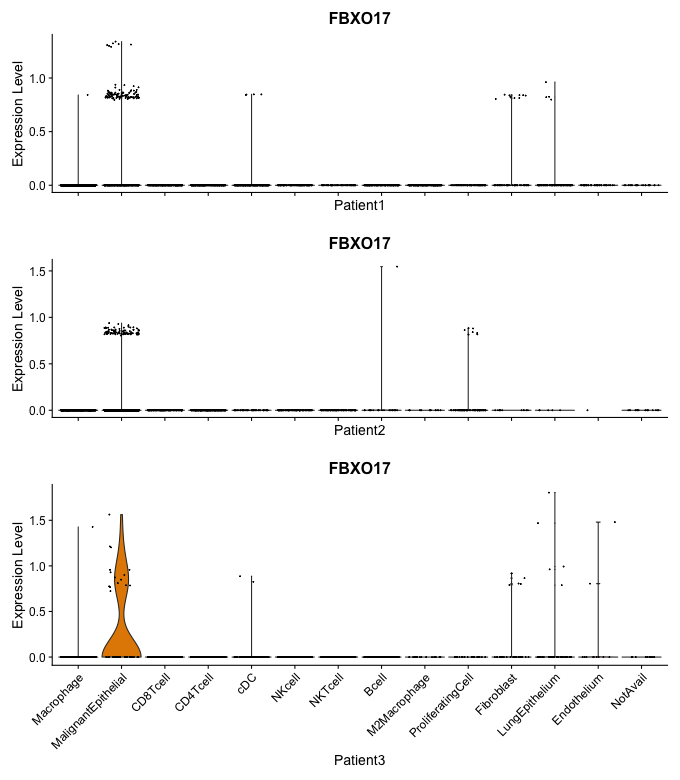 FBXO17
Expression Level
1.0
0.5
0.0
Patient1
FBXO17
Expression Level
1.5
1.0
0.5
0.0
Patient2
FBXO17
Expression Level
1.5
1.0
0.5
0.0
Macrophage
MalignantEpithelial
CD8Tcell
CD4Tcell
cDC
NKcell
NKTcell
Bcell
M2Macrophage
ProliferatingCell
Fibroblast
LungEpithelium
Endothelium
NotAvail
Patient3